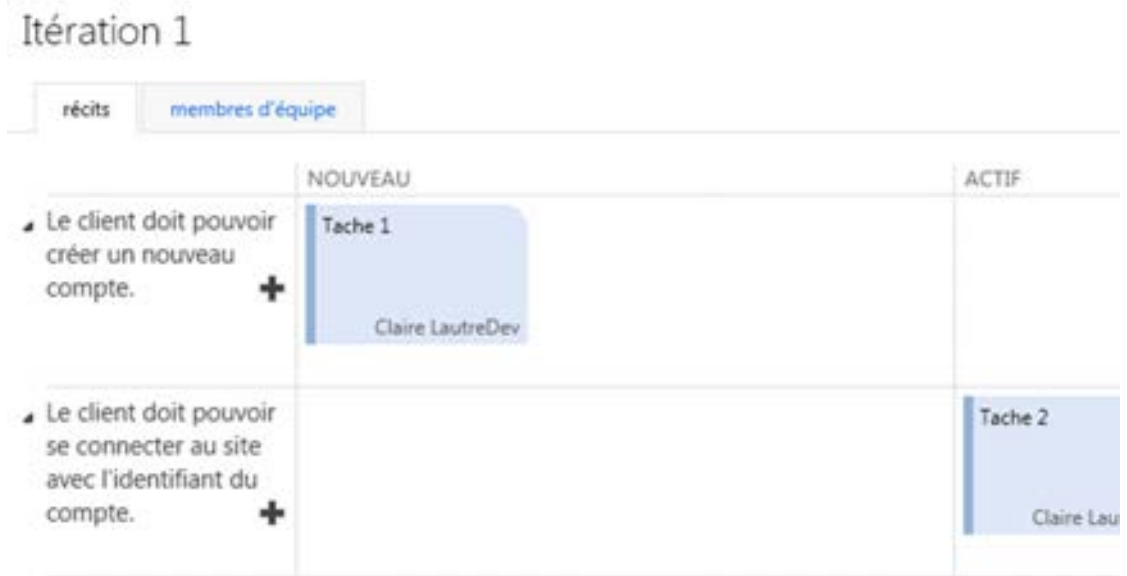 Itération 1
récits membres d'équipe
NOUVEAU ACTIF
Le client doit pouvoir
créer un nouveau
compte.
Tache 1
Claire LautreDev
Le client doit pouvoir
se connecter au site
avec l'identifiant du
compte.
Tache 2
Claire Lau